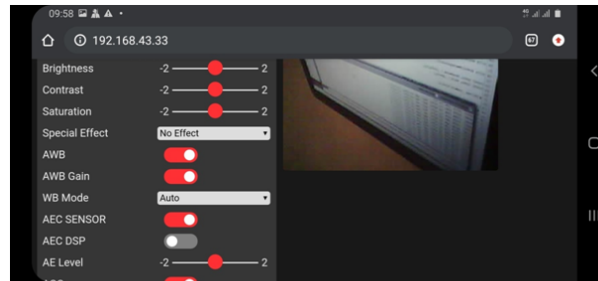 09:58
192.168.43.33
67
Brightness -2 2
Contrast -2 2
Saturation -2 2
Special Effect No Effect
AWB
AWB Gain
WB Mode Auto
AEC SENSOR
AEC DSP
AE Level -2 2